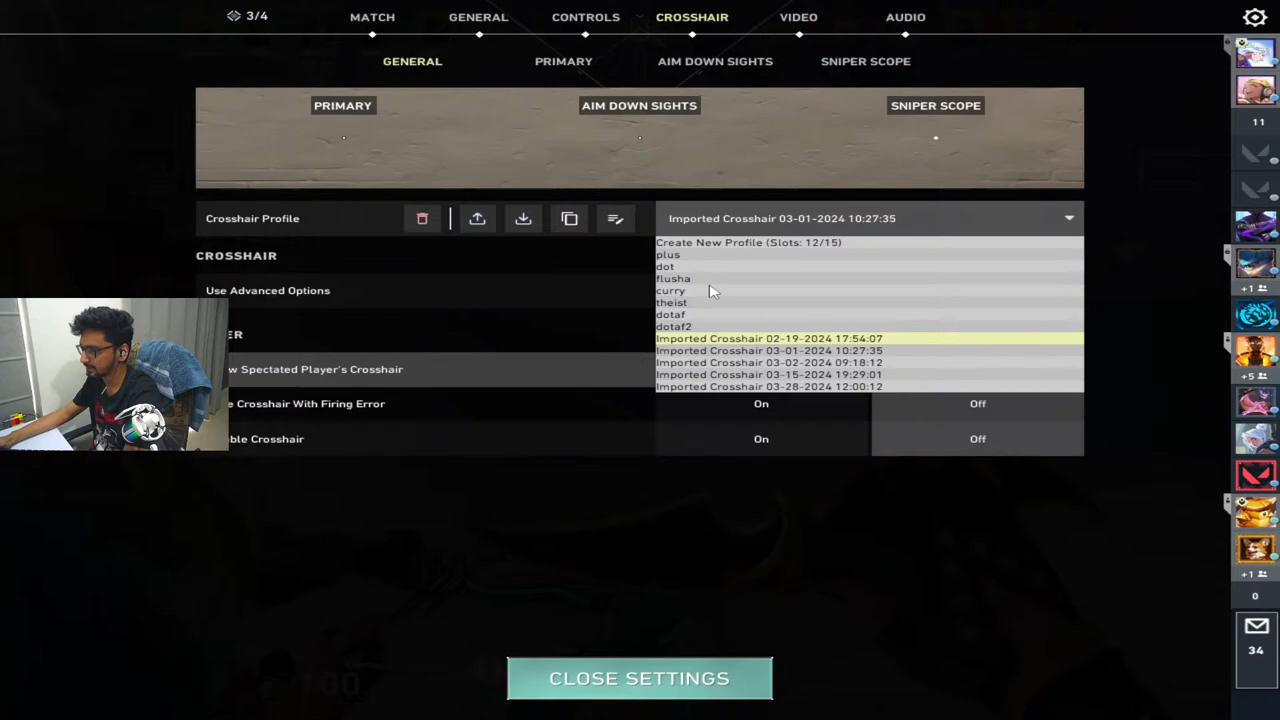 3/4
MATCH GENERAL CONTROLS CROSSHAIR VIDEO AUDIO
GENERAL PRIMARY AIM DOWN SIGHTS SNIPER SCOPE
PRIMARY AIM DOWN SIGHTS SNIPER SCOPE
11
Crosshair Profile Imported Crosshair 03-01-2024 10:27:35
Create New Profile (Slots: 12/15)
plus
CROSSHAIR
dot
flusha
Use Advanced Options
curry
+1
theist
dotaf
dotaf2
Imported Crosshair 02-19-2024 17:54:07
Imported Crosshair 03-01-2024 10:27:35
Imported Crosshair 03-02-2024 09:18:12
w Spectated Player's Crosshair
Imported Crosshair 03-15-2024 19:29:01
+5
Imported Crosshair 03-28-2024 12:00:12
Crosshair With Firing Error On Off
ble Crosshair On Off
+1
0
34
CLOSE SETTINGS